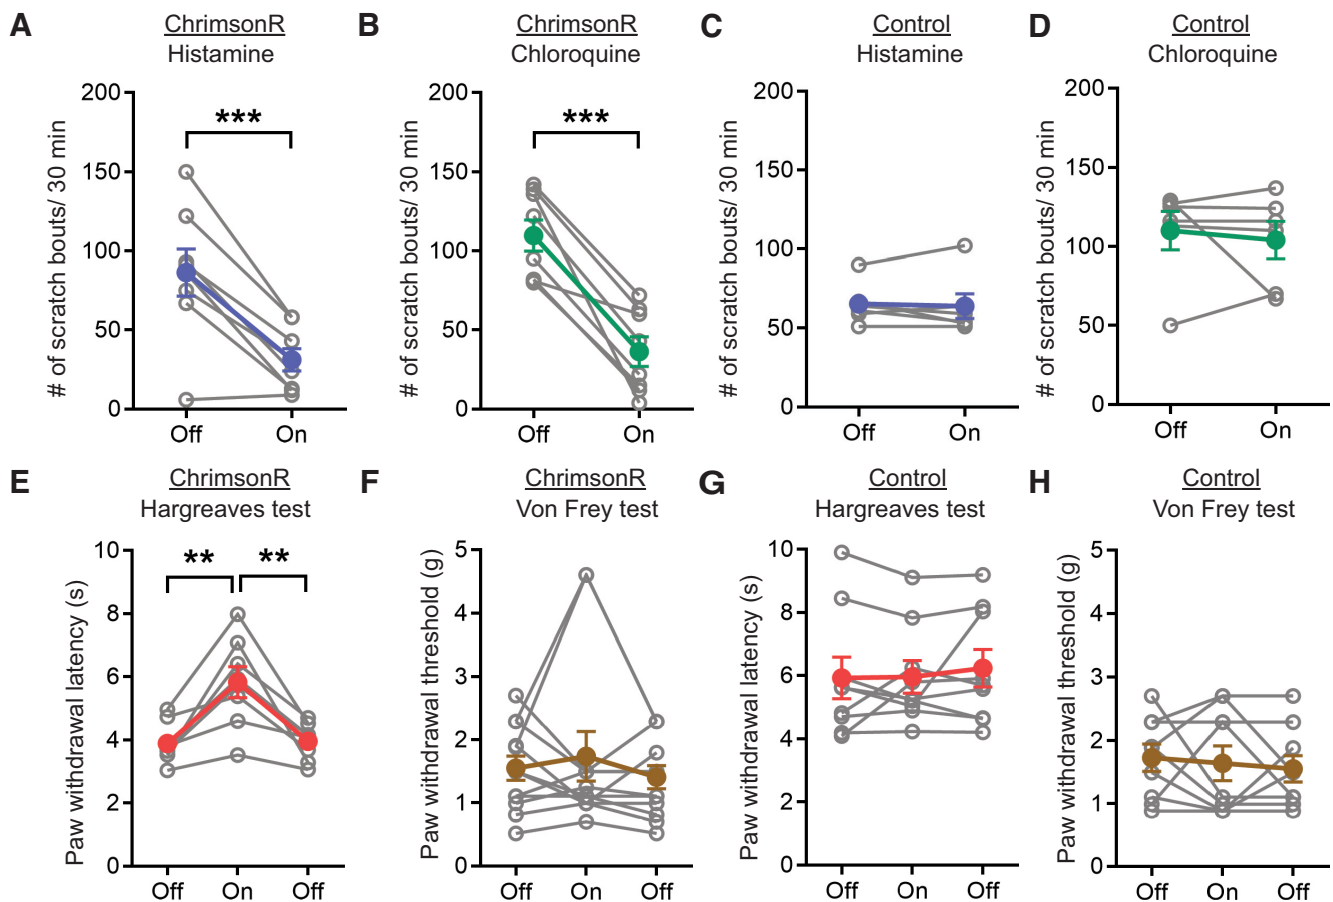 A
ChrimsonR
Histamine
# of scratch bouts/ 30 min
200
150
100
50
0
***
Off
On
B
ChrimsonR
Chloroquine
# of scratch bouts/ 30 min
200
150
100
50
0
***
Off
On
C
Control
Histamine
# of scratch bouts/ 30 min
200
150
100
50
0
Off
On
D
Control
Chloroquine
# of scratch bouts/ 30 min
200
150
100
50
0
Off
On
E
ChrimsonR
Hargreaves test
Paw withdrawal latency (s)
10
8
6
4
2
0
**
**
Off
On
Off
F
ChrimsonR
Von Frey test
Paw withdrawal threshold (g)
5
4
3
2
1
0
Off
On
Off
G
Control
Hargreaves test
Paw withdrawal latency (s)
10
8
6
4
2
0
Off
On
Off
H
Control
Von Frey test
Paw withdrawal threshold (g)
5
4
3
2
1
0
Off
On
Off